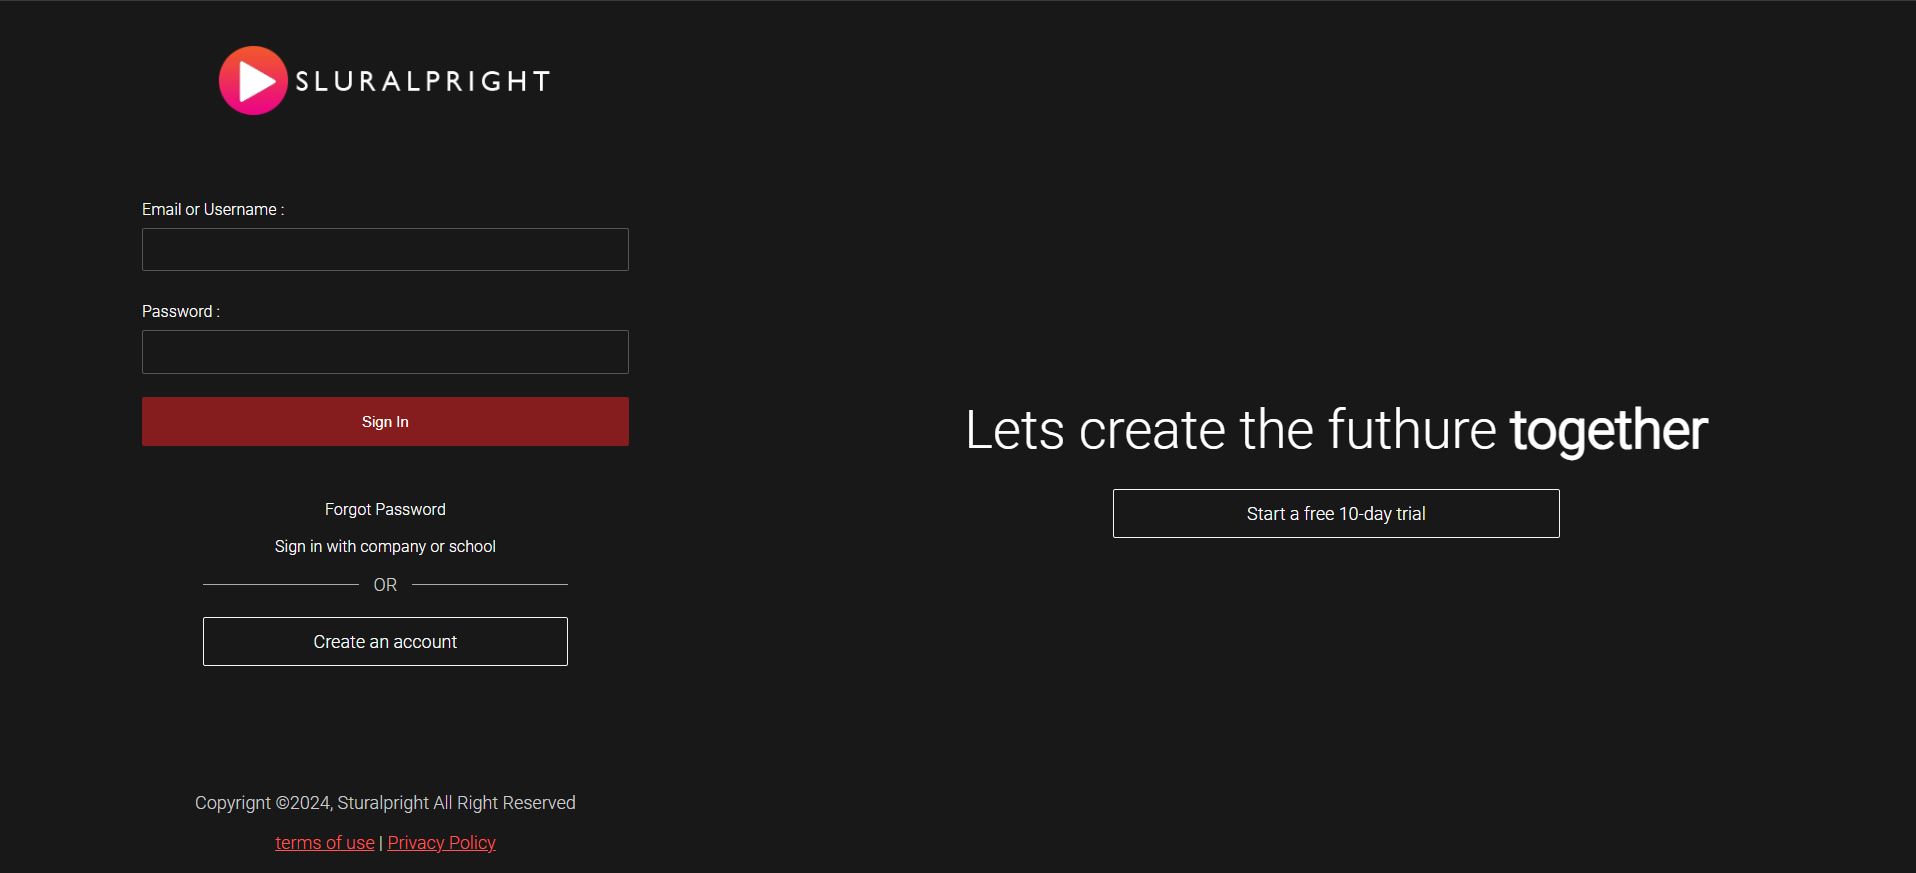 SLURALPRIGHT
Email or Username :
Password :
Sign In
Forgot Password
Sign in with company or school
OR
Create an account
Copyrignt ©2024, Sturalpright All Right Reserved
terms of use | Privacy Policy
Lets create the futhure together
Start a free 10-day trial